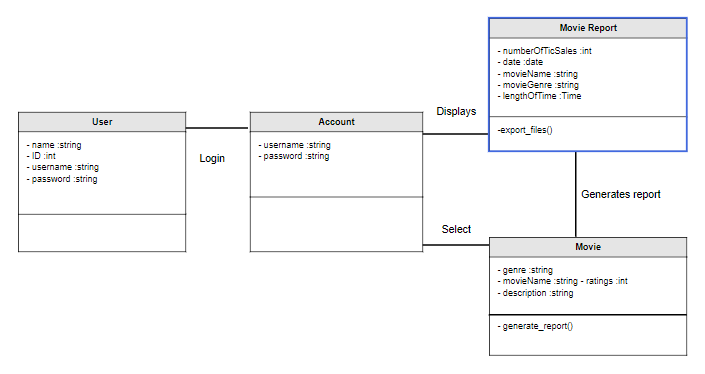 Movie Report
- numberOfTicSales :int
- date :date
- movieName :string
- movieGenre :string
- lengthOfTime :Time
-export_files()
Displays
User
- name :string
- ID :int
- username :string
- password :string
Login
Account
- username :string
- password :string
Generates report
Select
Movie
- genre :string
- movieName :string - ratings :int
- description :string
- generate_report()